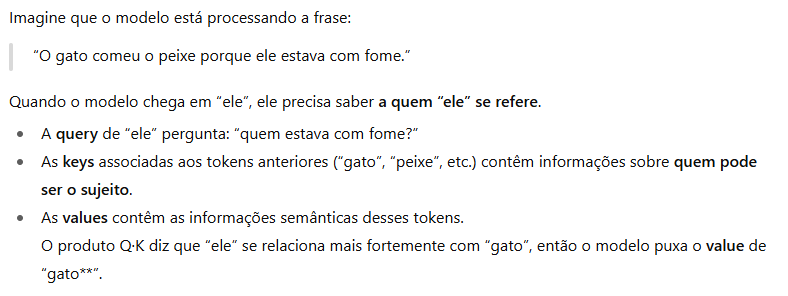 Imagine que o modelo está processando a frase:
“O gato comeu o peixe porque ele estava com fome.”
Quando o modelo chega em “ele”, ele precisa saber a quem “ele” se refere.
• A query de “ele” pergunta: “quem estava com fome?”
• As keys associadas aos tokens anteriores (“gato”, “peixe”, etc.) contêm informações sobre quem pode
ser o sujeito.
• As values contêm as informações semânticas desses tokens.
O produto Q·K diz que “ele” se relaciona mais fortemente com “gato”, então o modelo puxa o value de
“gato**”.